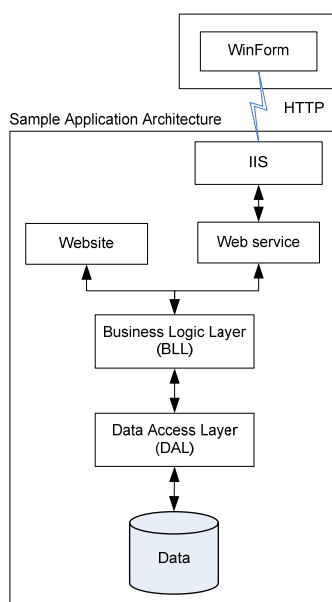 WinForm
HTTP
Sample Application Architecture
IIS
Website
Web service
Business Logic Layer
(BLL)
Data Access Layer
(DAL)
Data